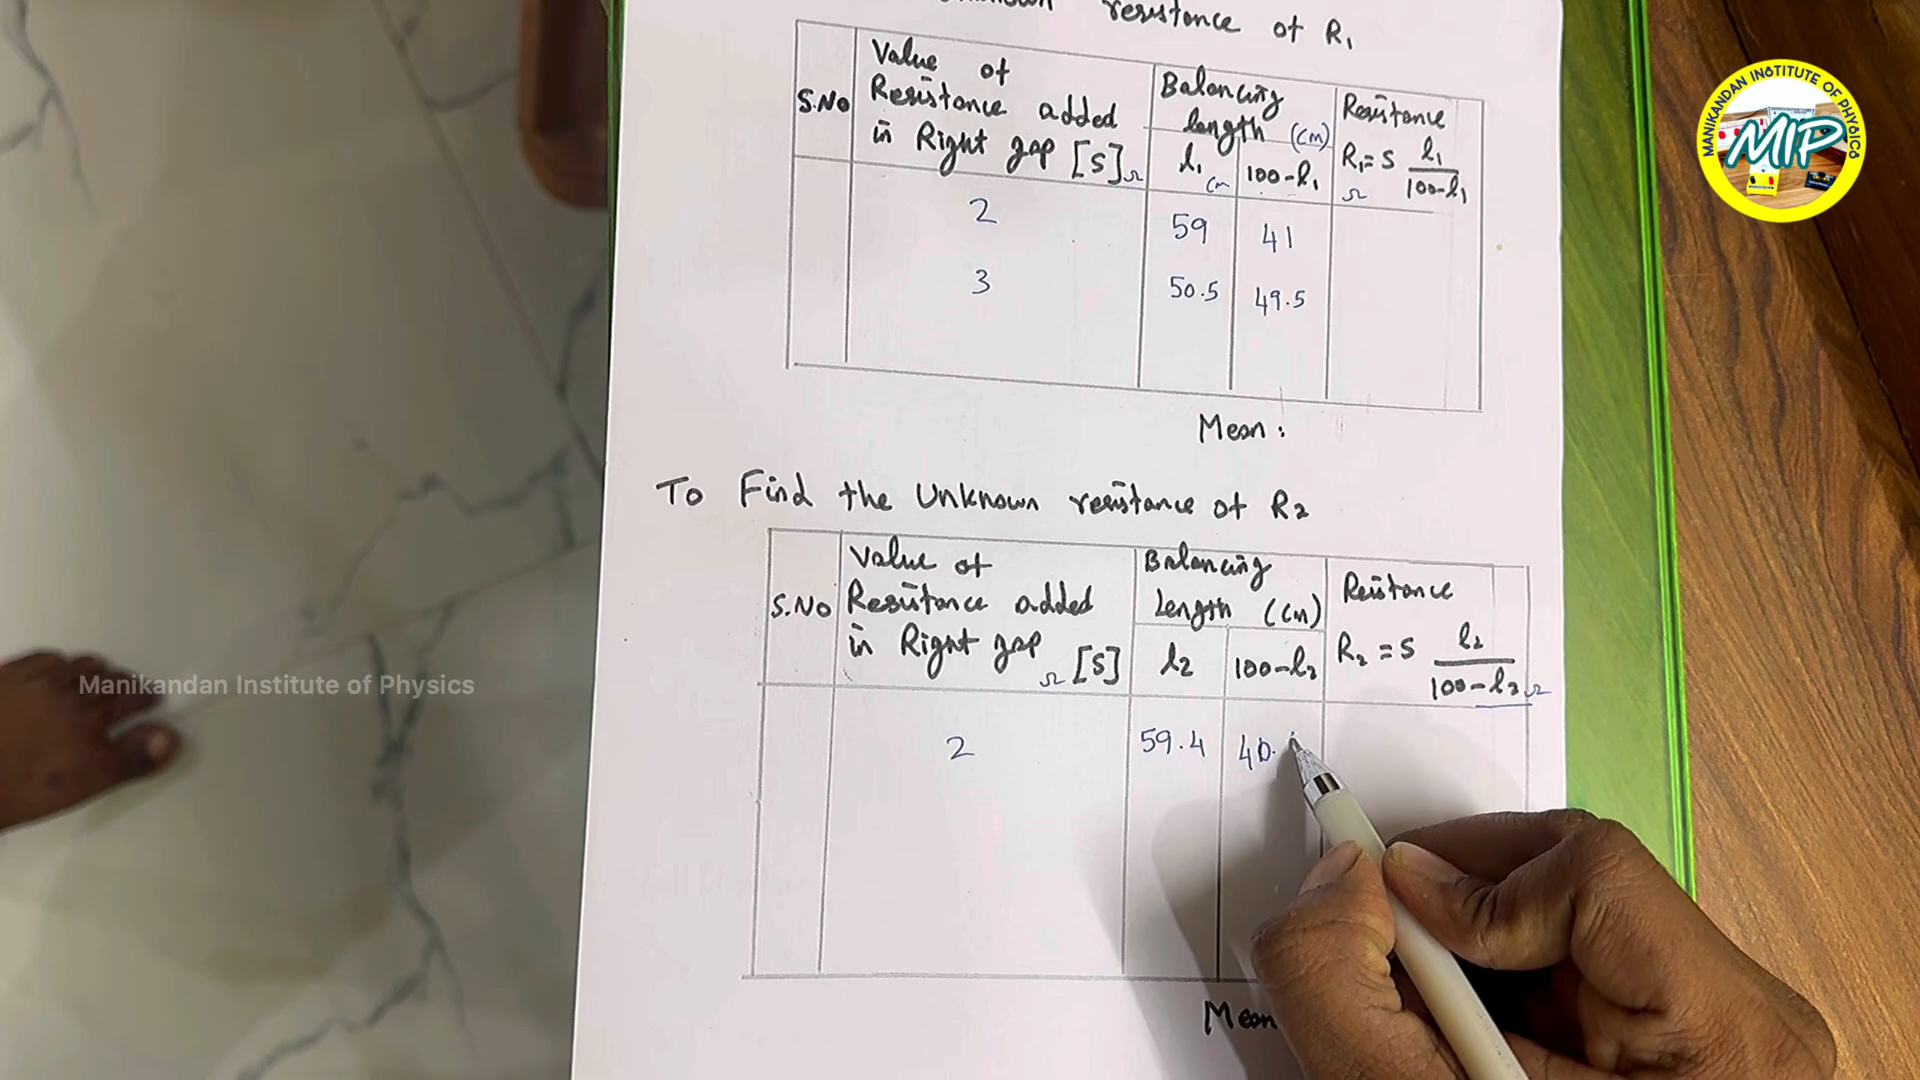 Unknown resistance of R1
S.No
Value of
Resistance added
in Right gap [S] Ω
Balancing
length (cm)
l1 cm
100-l1
Resistance
R1 = S l1/100-l1
Ω
2 59 41
3 50.5 49.5
Mean :
To Find the Unknown resistance of R2
S.No
Value of
Resistance added
in Right gap Ω [S]
Balancing
Length (cm)
l2
100-l2
Resistance
R2 = S l2/100-l2 Ω
2 59.4 40.
Mean
MANIKANDAN INSTITUTE OF PHYSICS
MIP
Manikandan Institute of Physics